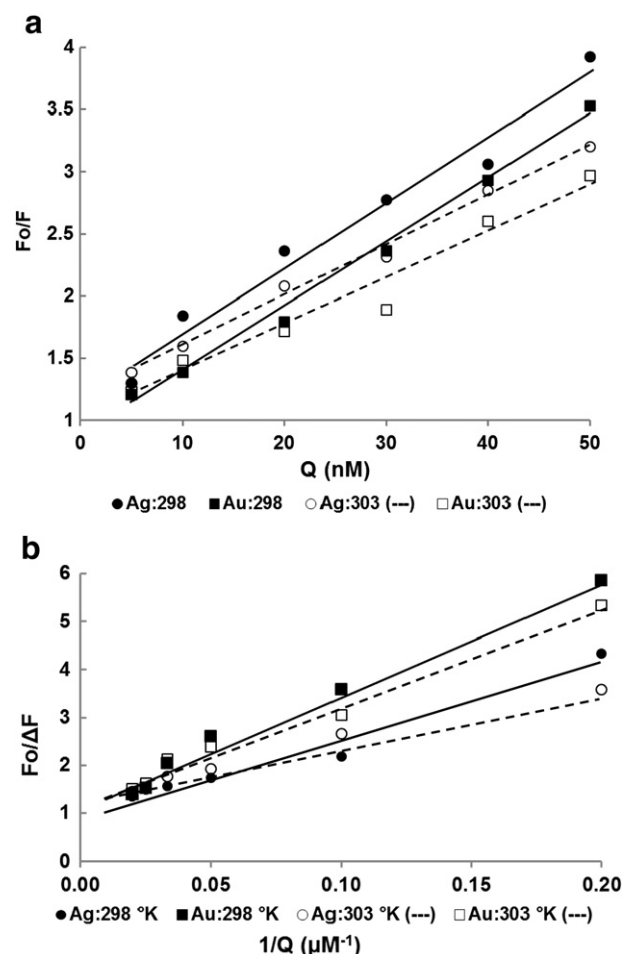 a
4
3.5
3
2.5
2
1.5
1
Fo/F
0 10 20 30 40 50
Q (nM)
●Ag:298 ■Au:298 ○Ag:303 (---) □Au:303 (---)
b
6
5
4
3
2
1
0
Fo/ΔF
0.00 0.05 0.10 0.15 0.20
●Ag:298 °K ■Au:298 °K ○Ag:303 °K (---) □Au:303 °K (---)
1/Q (µM⁻¹)